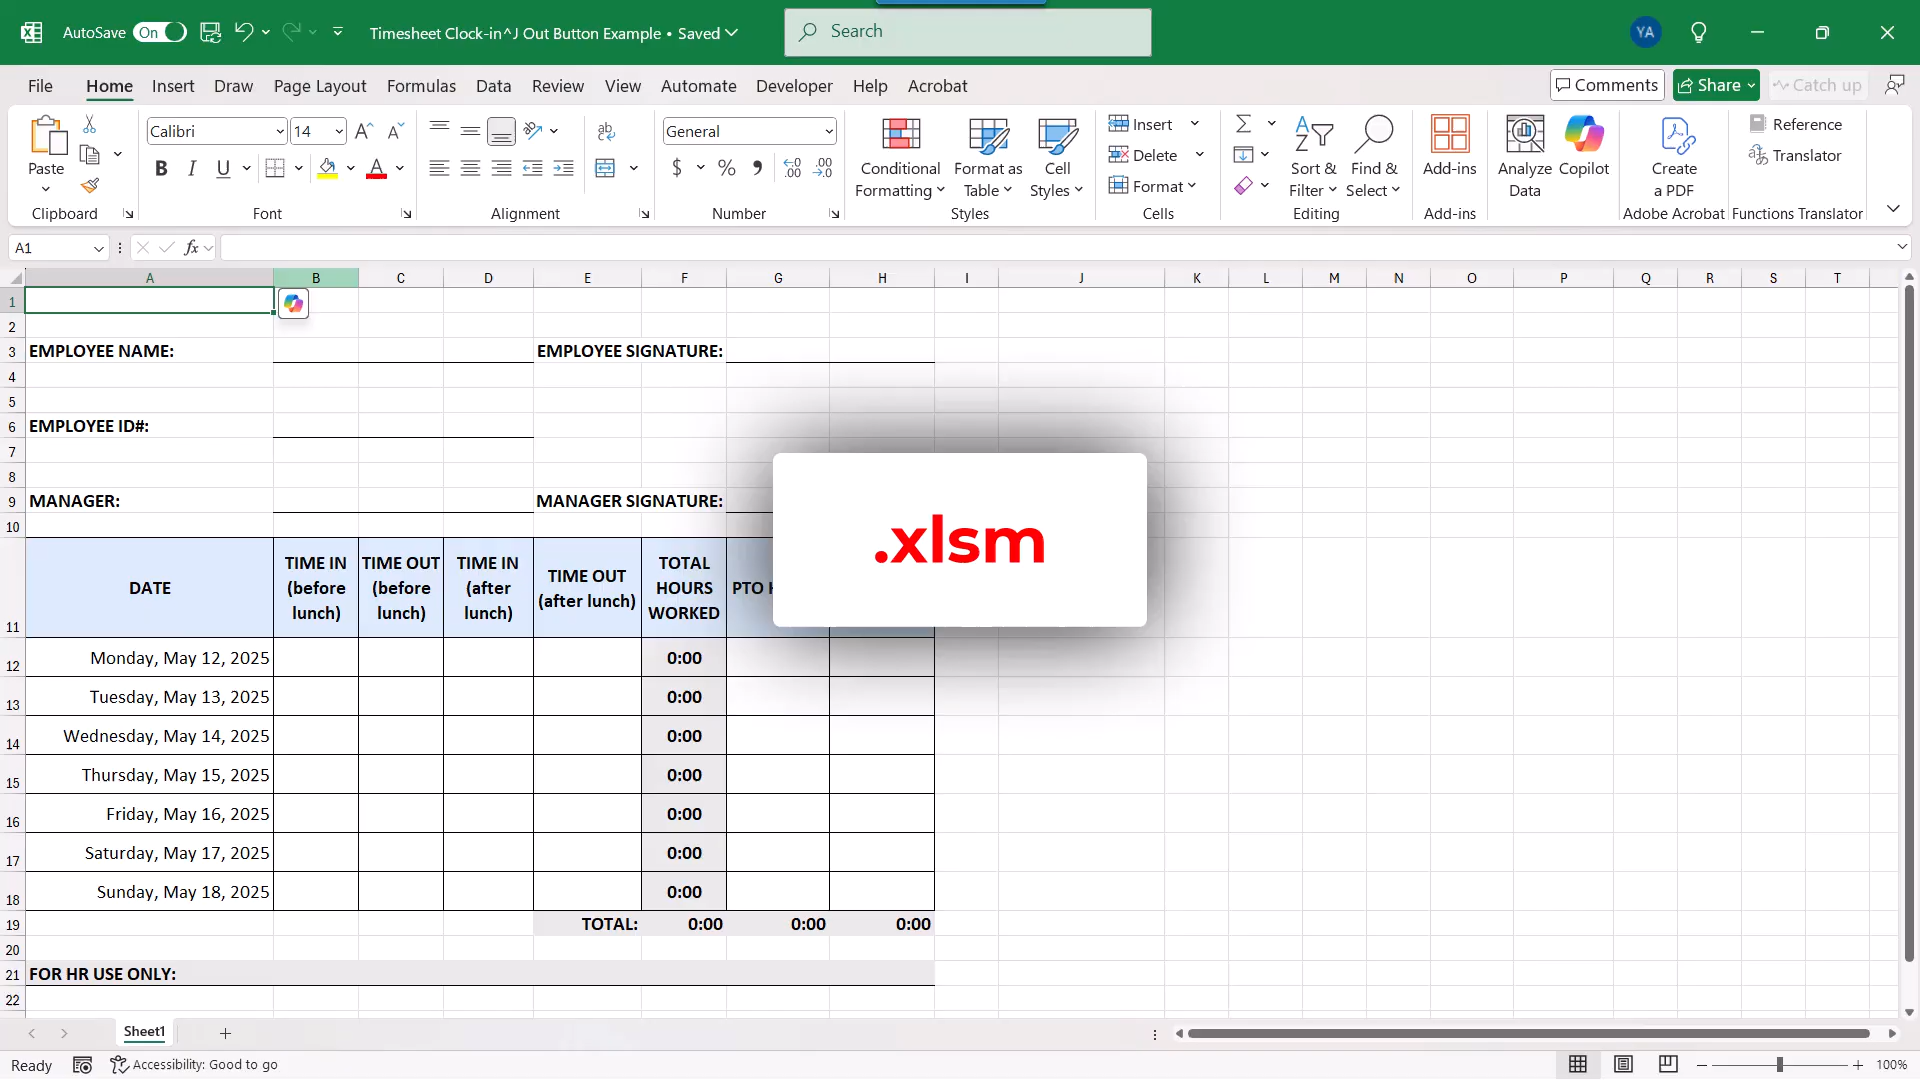 AutoSave On Timesheet Clock-in^J Out Button Example • Saved Search YA
File Home Insert Draw Page Layout Formulas Data Review View Automate Developer Help Acrobat Comments Share Catch up
Paste Calibri 14 General Conditional Formatting Format as Table Cell Styles Insert Delete Format Sort & Filter Find & Select Add-ins Analyze Data Copilot Create a PDF Reference Translator
B I U ab $ % 9 .00
Clipboard Font Alignment Number Styles Cells Editing Add-ins Adobe Acrobat Functions Translator
A1 fx
A B C D E F G H I J K L M N O P Q R S T
1
2
3 EMPLOYEE NAME: EMPLOYEE SIGNATURE:
4
5
6 EMPLOYEE ID#:
7
8
9 MANAGER: MANAGER SIGNATURE:
10
.xlsm
11 DATE TIME IN (before lunch) TIME OUT (before lunch) TIME IN (after lunch) TIME OUT (after lunch) TOTAL HOURS WORKED PTO
12 Monday, May 12, 2025 0:00
13 Tuesday, May 13, 2025 0:00
14 Wednesday, May 14, 2025 0:00
15 Thursday, May 15, 2025 0:00
16 Friday, May 16, 2025 0:00
17 Saturday, May 17, 2025 0:00
18 Sunday, May 18, 2025 0:00
19 TOTAL: 0:00 0:00 0:00
20
21 FOR HR USE ONLY:
22
Sheet1
Ready Accessibility: Good to go 100%